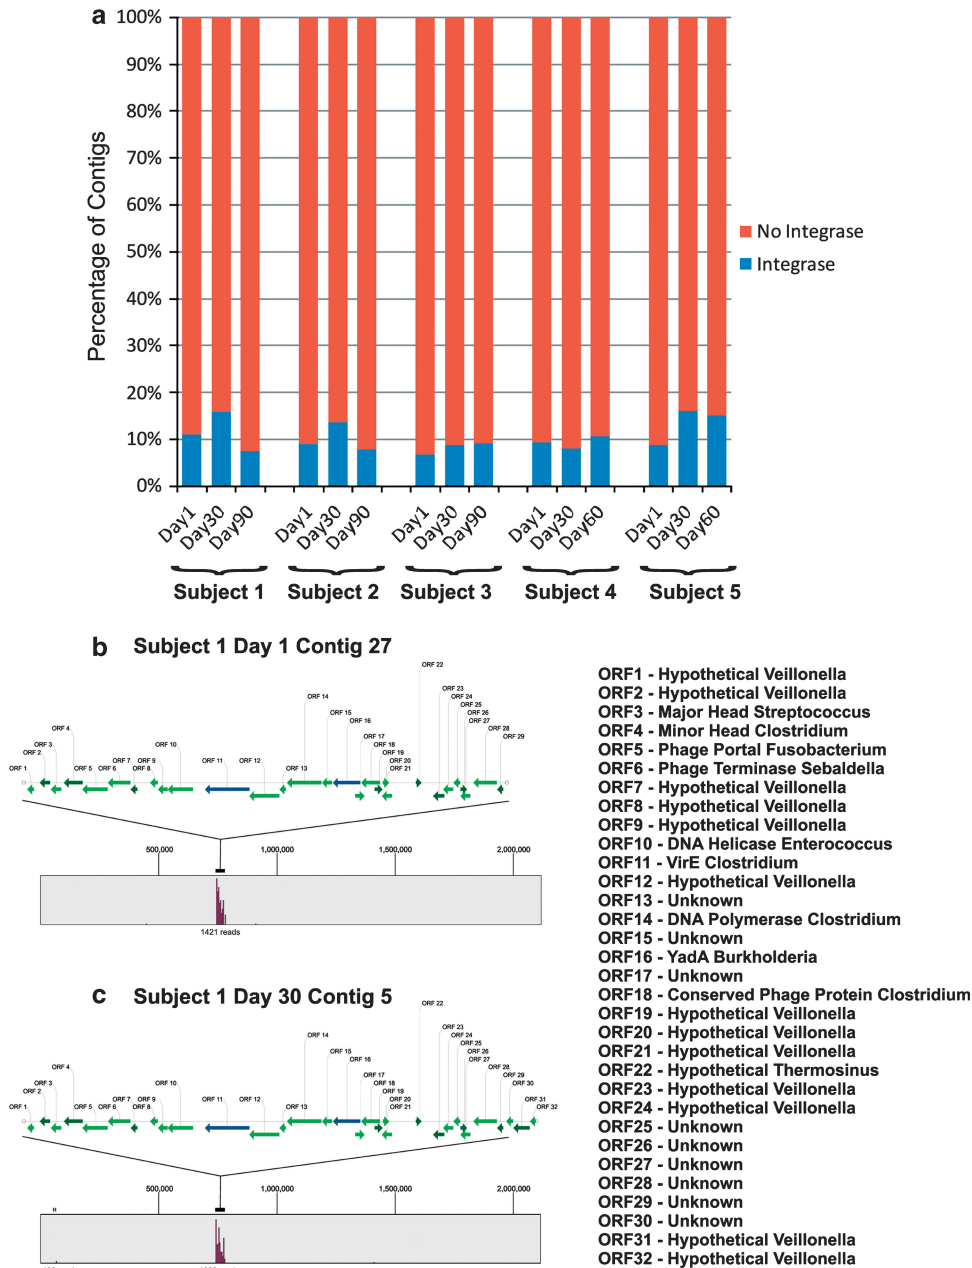 a
100%
90%
80%
70%
60%
50%
40%
30%
20%
10%
0%
Percentage of Contigs
No Integrase
Integrase
Day1 Day30 Day90 Day1 Day30 Day90 Day1 Day30 Day90 Day1 Day30 Day60 Day1 Day30 Day60
Subject 1 Subject 2 Subject 3 Subject 4 Subject 5
b Subject 1 Day 1 Contig 27
ORF 22
ORF 23
ORF 14 ORF 24
ORF 25
ORF 15 ORF 26
ORF 16 ORF 27
ORF 4 ORF 28
ORF 17 ORF 29
ORF 3 ORF 10 ORF 18
ORF 2 ORF 19
ORF 5 ORF 6 ORF 7 ORF 9 ORF 11 ORF 12 ORF 20
ORF 1 ORF 8 ORF 13 ORF 21
500,000 1,000,000 1,500,000 2,000,000
1421 reads
c Subject 1 Day 30 Contig 5
ORF 22
ORF 23
ORF 14 ORF 24
ORF 25
ORF 15 ORF 26
ORF 16 ORF 27
ORF 4 ORF 28
ORF 17 ORF 29
ORF 3 ORF 10 ORF 18 ORF 30
ORF 2 ORF 19
ORF 7 ORF 9 ORF 11 ORF 12 ORF 20 ORF 31
ORF 1 ORF 5 ORF 6 ORF 8 ORF 13 ORF 21 ORF 32
500,000 1,000,000 1,500,000 2,000,000
ORF1 - Hypothetical Veillonella
ORF2 - Hypothetical Veillonella
ORF3 - Major Head Streptococcus
ORF4 - Minor Head Clostridium
ORF5 - Phage Portal Fusobacterium
ORF6 - Phage Terminase Sebaldella
ORF7 - Hypothetical Veillonella
ORF8 - Hypothetical Veillonella
ORF9 - Hypothetical Veillonella
ORF10 - DNA Helicase Enterococcus
ORF11 - VirE Clostridium
ORF12 - Hypothetical Veillonella
ORF13 - Unknown
ORF14 - DNA Polymerase Clostridium
ORF15 - Unknown
ORF16 - YadA Burkholderia
ORF17 - Unknown
ORF18 - Conserved Phage Protein Clostridium
ORF19 - Hypothetical Veillonella
ORF20 - Hypothetical Veillonella
ORF21 - Hypothetical Veillonella
ORF22 - Hypothetical Thermosinus
ORF23 - Hypothetical Veillonella
ORF24 - Hypothetical Veillonella
ORF25 - Unknown
ORF26 - Unknown
ORF27 - Unknown
ORF28 - Unknown
ORF29 - Unknown
ORF30 - Unknown
ORF31 - Hypothetical Veillonella
ORF32 - Hypothetical Veillonella